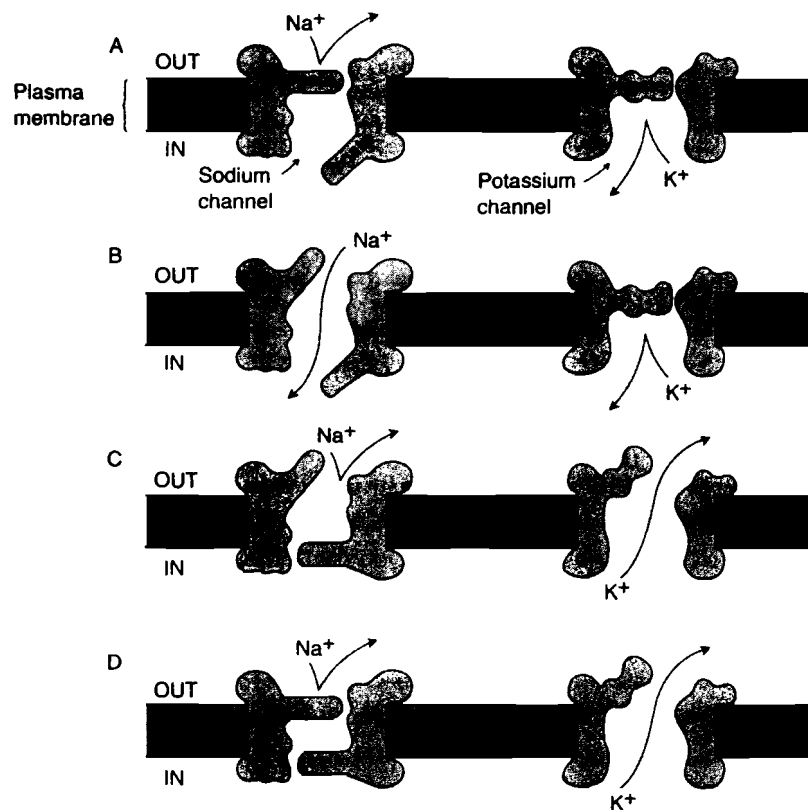 Na⁺
A
OUT
Plasma
membrane
IN
Sodium
channel
Potassium
channel
K⁺
B
OUT
Na⁺
IN
K⁺
C
Na⁺
OUT
IN
K⁺
D
Na⁺
OUT
IN
K⁺